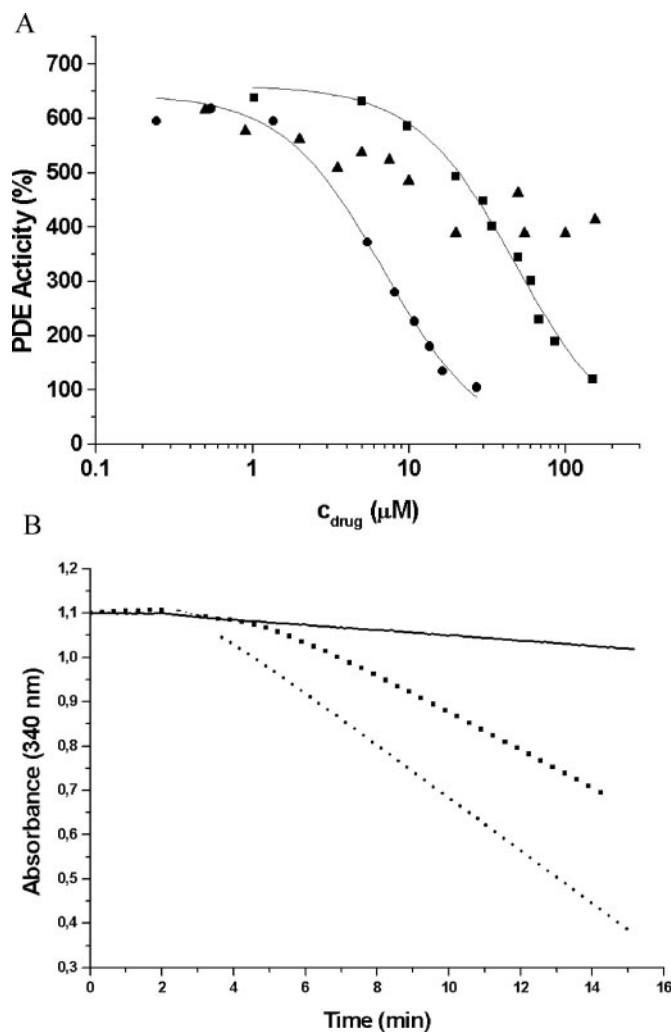 A
700
600
500
400
300
200
100
0
PDE Acticity (%)
0.1 1 10 100
c_drug (μM)
B
1,2
1,1
1,0
0,9
0,8
0,7
0,6
0,5
0,4
0,3
Absorbance (340 nm)
0 2 4 6 8 10 12 14 16
Time (min)